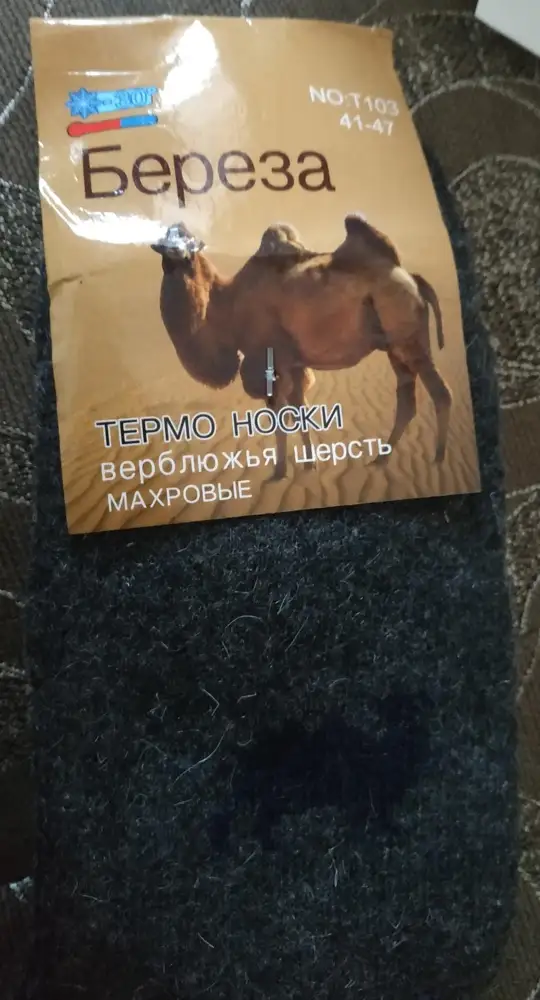 NO:T103
41-47
Береза
ТЕРМО НОСКИ
верблюжья шерсть
МАХРОВЫЕ